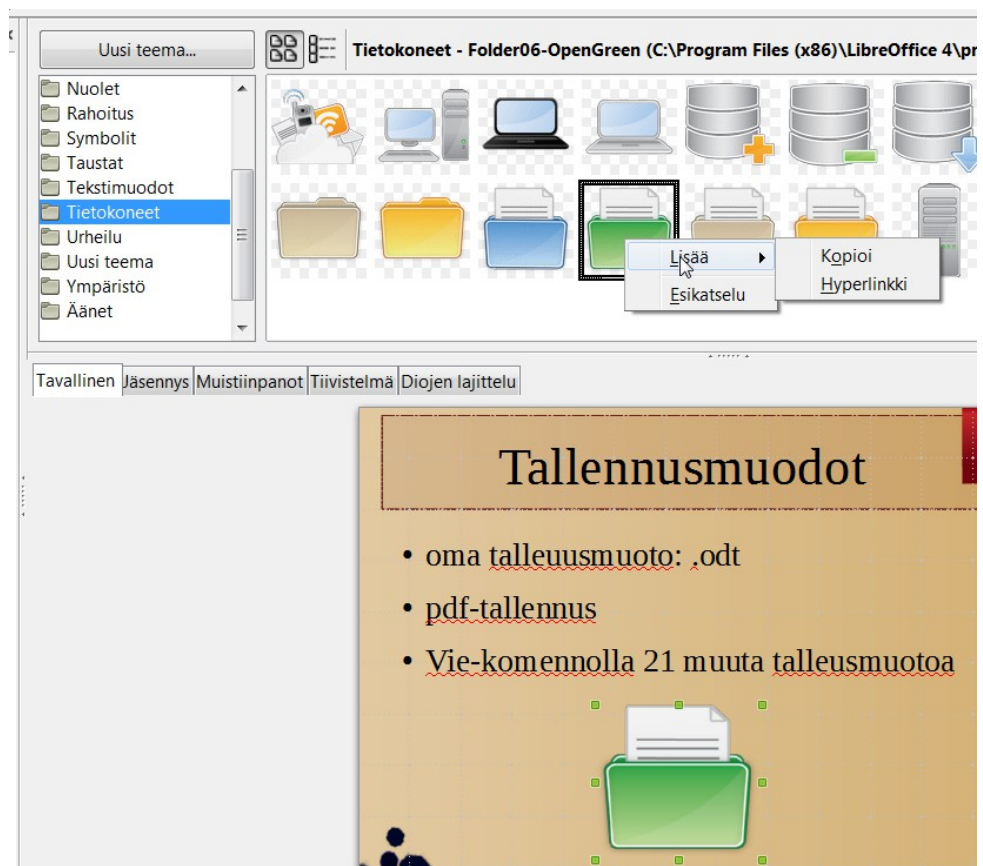 Uusi teema...
Tietokoneet - Folder06-OpenGreen (C:\Program Files (x86)\LibreOffice 4\pr
Nuolet
Rahoitus
Symbolit
Taustat
Tekstimuodot
Tietokoneet
Urheilu
Uusi teema
Ympäristö
Äänet
Lisää
Esikatselu
Kopioi
Hyperlinkki
Tavallinen Jäsennys Muistiinpanot Tiivistelmä Diojen lajittelu
Tallennusmuodot
• oma talleuusmuoto: .odt
• pdf-tallennus
• Vie-komennolla 21 muuta talleusmuotoa